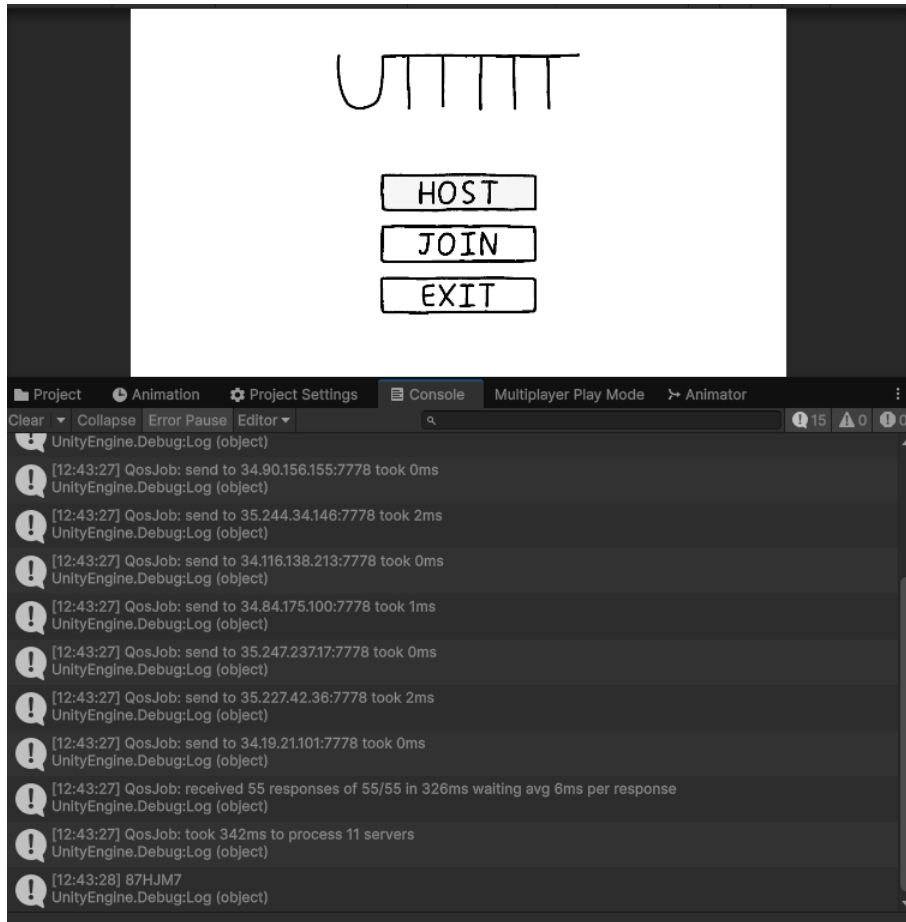 UTTTTT
HOST
JOIN
EXIT
Project Animation Project Settings Console Multiplayer Play Mode Animator
Clear Collapse Error Pause Editor 15 0 0
UnityEngine.Debug:Log (object)
[12:43:27] QosJob: send to 34.90.156.155:7778 took 0ms
UnityEngine.Debug:Log (object)
[12:43:27] QosJob: send to 35.244.34.146:7778 took 2ms
UnityEngine.Debug:Log (object)
[12:43:27] QosJob: send to 34.116.138.213:7778 took 0ms
UnityEngine.Debug:Log (object)
[12:43:27] QosJob: send to 34.84.175.100:7778 took 1ms
UnityEngine.Debug:Log (object)
[12:43:27] QosJob: send to 35.247.237.17:7778 took 0ms
UnityEngine.Debug:Log (object)
[12:43:27] QosJob: send to 35.227.42.36:7778 took 2ms
UnityEngine.Debug:Log (object)
[12:43:27] QosJob: send to 34.19.21.101:7778 took 0ms
UnityEngine.Debug:Log (object)
[12:43:27] QosJob: received 55 responses of 55/55 in 326ms waiting avg 6ms per response
UnityEngine.Debug:Log (object)
[12:43:27] QosJob: took 342ms to process 11 servers
UnityEngine.Debug:Log (object)
[12:43:28] 87HJM7
UnityEngine.Debug:Log (object)